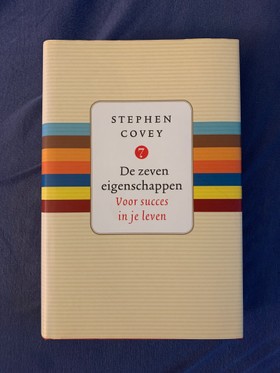 STEPHEN
COVEY
7
De zeven
eigenschappen
Voor succes
in je leven